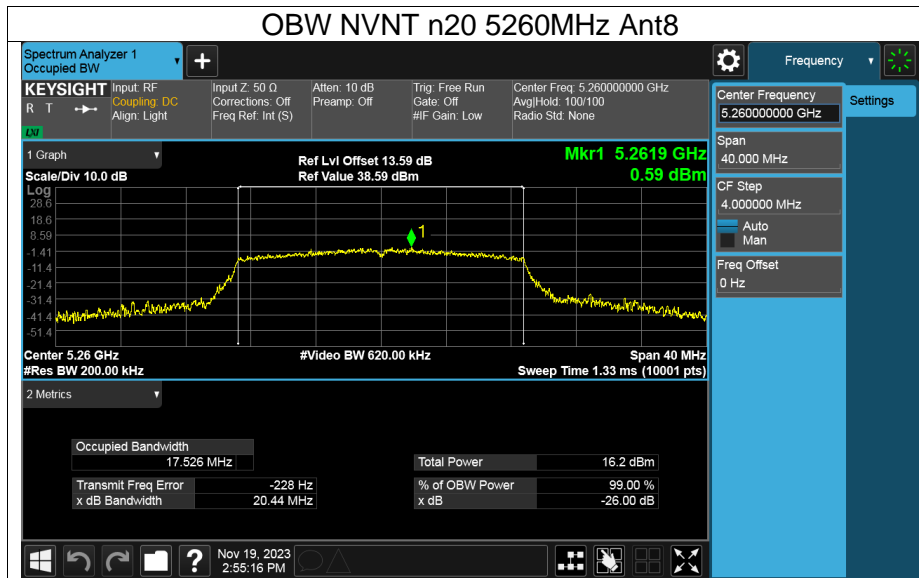 OBW NVNT n20 5260MHz Ant8
Spectrum Analyzer 1
Occupied BW
+
Frequency
KEYSIGHT
R T
LXI
Input: RF
Coupling: DC
Align: Light
Input Z: 50 Ω
Corrections: Off
Freq Ref: Int (S)
Atten: 10 dB
Preamp: Off
Trig: Free Run
Gate: Off
#IF Gain: Low
Center Freq: 5.260000000 GHz
Avg|Hold: 100/100
Radio Std: None
Center Frequency
5.260000000 GHz
Settings
Span
40.000 MHz
CF Step
4.000000 MHz
Auto
Man
Freq Offset
0 Hz
1 Graph
Scale/Div 10.0 dB
Ref Lvl Offset 13.59 dB
Ref Value 38.59 dBm
Mkr1 5.2619 GHz
0.59 dBm
Log
28.6
18.6
8.59
-1.41
-11.4
-21.4
-31.4
-41.4
-51.4
1
Center 5.26 GHz
#Res BW 200.00 kHz
#Video BW 620.00 kHz
Span 40 MHz
Sweep Time 1.33 ms (10001 pts)
2 Metrics
Occupied Bandwidth
17.526 MHz
Transmit Freq Error -228 Hz
x dB Bandwidth 20.44 MHz
Total Power 16.2 dBm
% of OBW Power 99.00 %
x dB -26.00 dB
?
Nov 19, 2023
2:55:16 PM